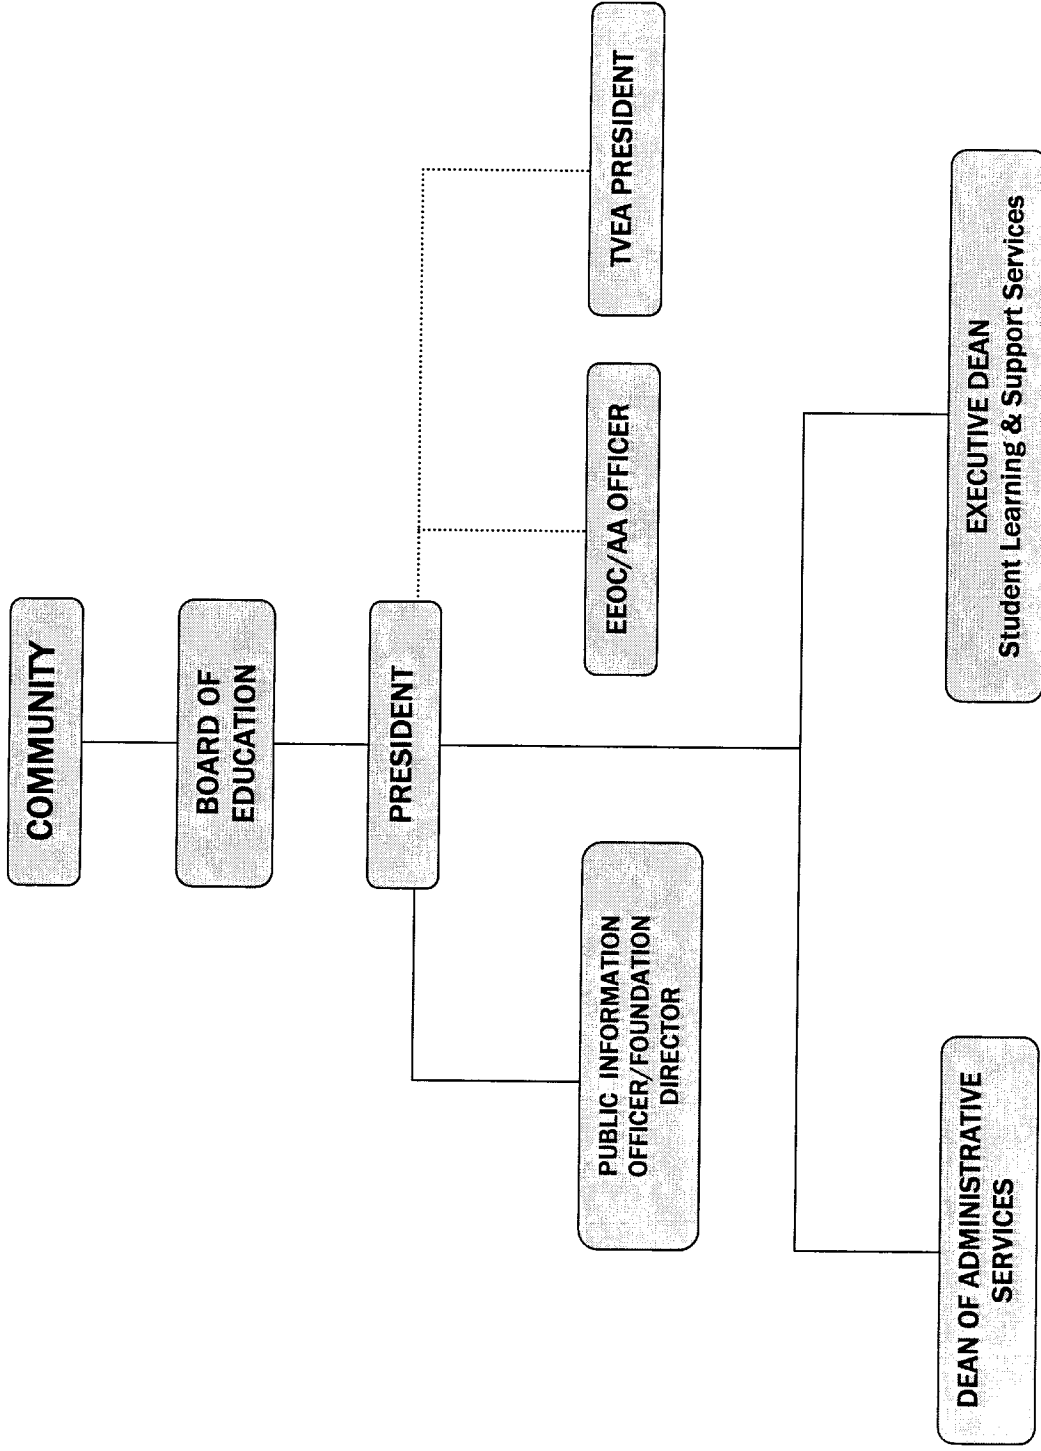 COMMUNITY
BOARD OF
EDUCATION
PRESIDENT
PUBLIC INFORMATION
OFFICER/FOUNDATION
DIRECTOR
EEOC/AA OFFICER
TVEA PRESIDENT
DEAN OF ADMINISTRATIVE
SERVICES
EXECUTIVE DEAN
Student Learning & Support Services